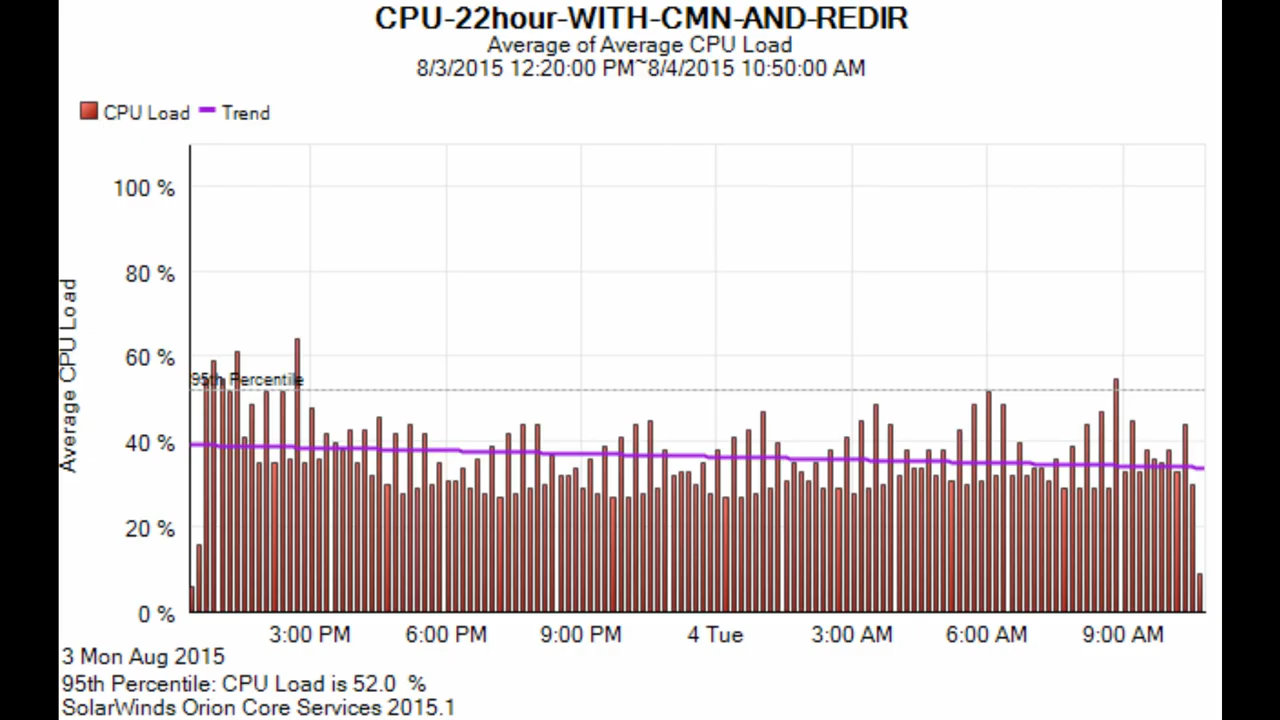 CPU-22hour-WITH-CMN-AND-REDIR
Average of Average CPU Load
8/3/2015 12:20:00 PM~8/4/2015 10:50:00 AM
CPU Load
Trend
Average CPU Load
100 %
80 %
60 %
95th Percentile
40 %
20 %
0 %
3:00 PM
6:00 PM
9:00 PM
4 Tue
3:00 AM
6:00 AM
9:00 AM
3 Mon Aug 2015
95th Percentile: CPU Load is 52.0 %
SolarWinds Orion Core Services 2015.1